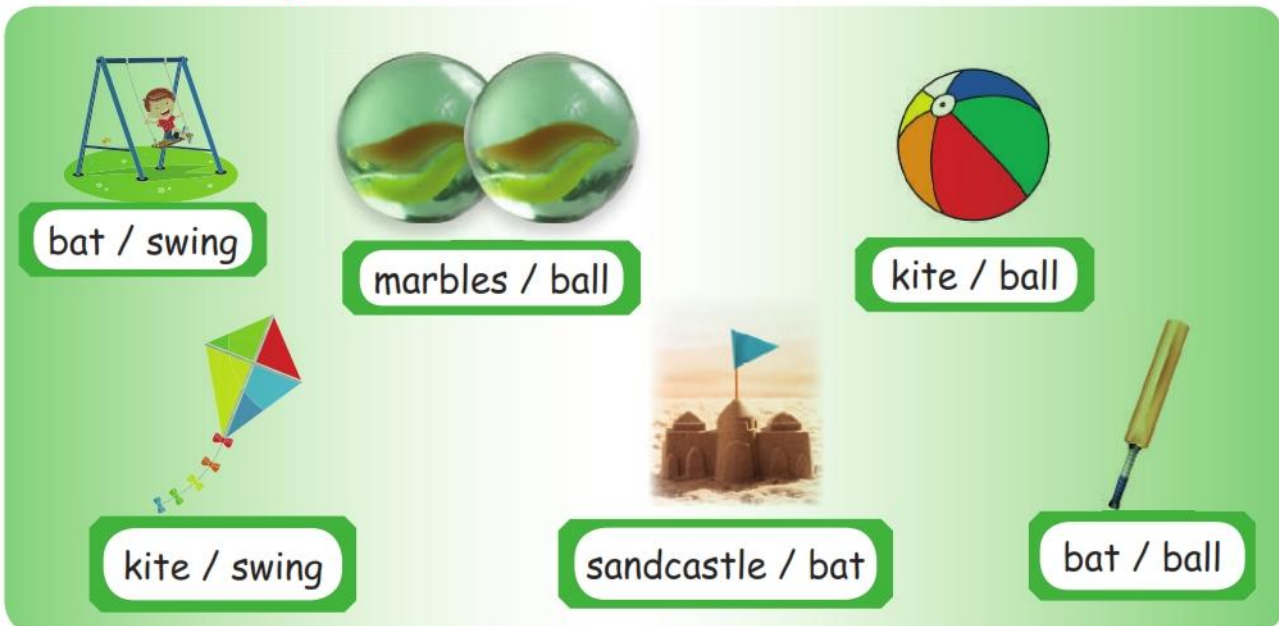 bat / swing
marbles / ball
kite / ball
kite / swing
sandcastle / bat
bat / ball